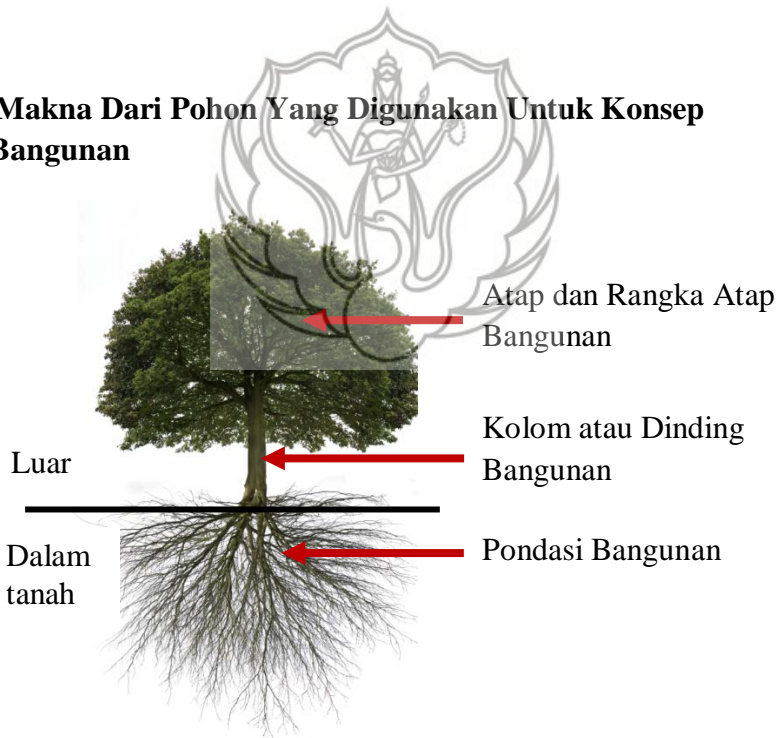 Makna Dari Pohon Yang Digunakan Untuk Konsep
Bangunan
Atap dan Rangka Atap
Bangunan
Kolom atau Dinding
Bangunan
Luar
Pondasi Bangunan
Dalam
tanah